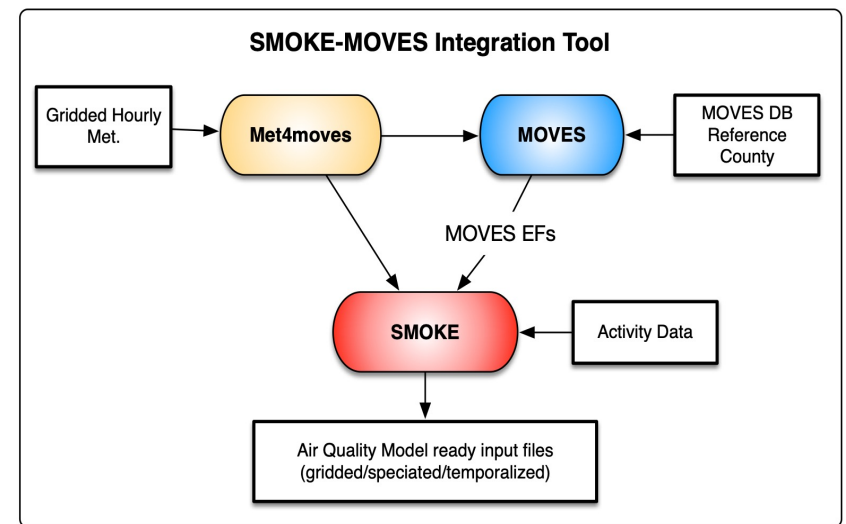 SMOKE-MOVES Integration Tool
Gridded Hourly
Met.
Met4moves
MOVES
MOVES DB
Reference
County
MOVES EFs
SMOKE
Activity Data
Air Quality Model ready input files
(gridded/speciated/temporalized)